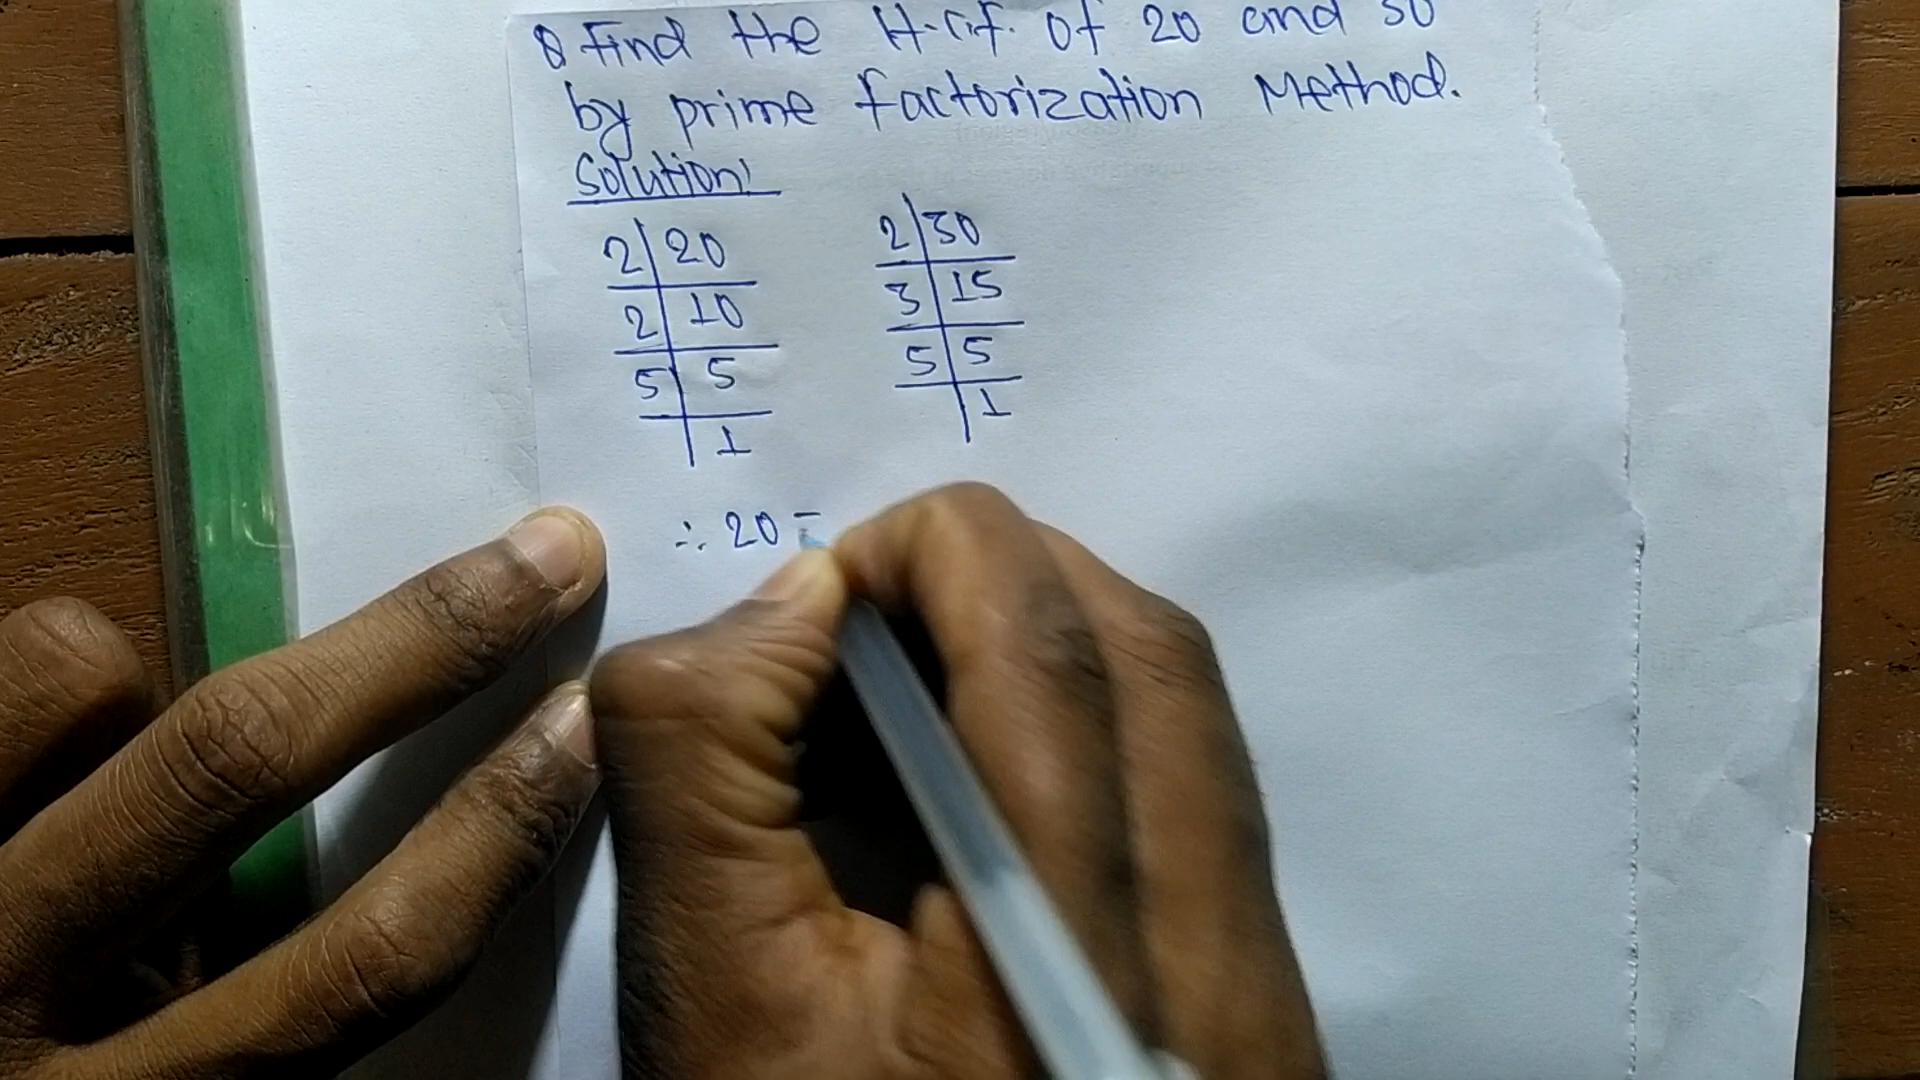 Q Find the H.C.F. of 20 and 30
by prime factorization Method.
Solution:
2 20
2 10
5 5
1
2 30
3 15
5 5
1
∴ 20 =